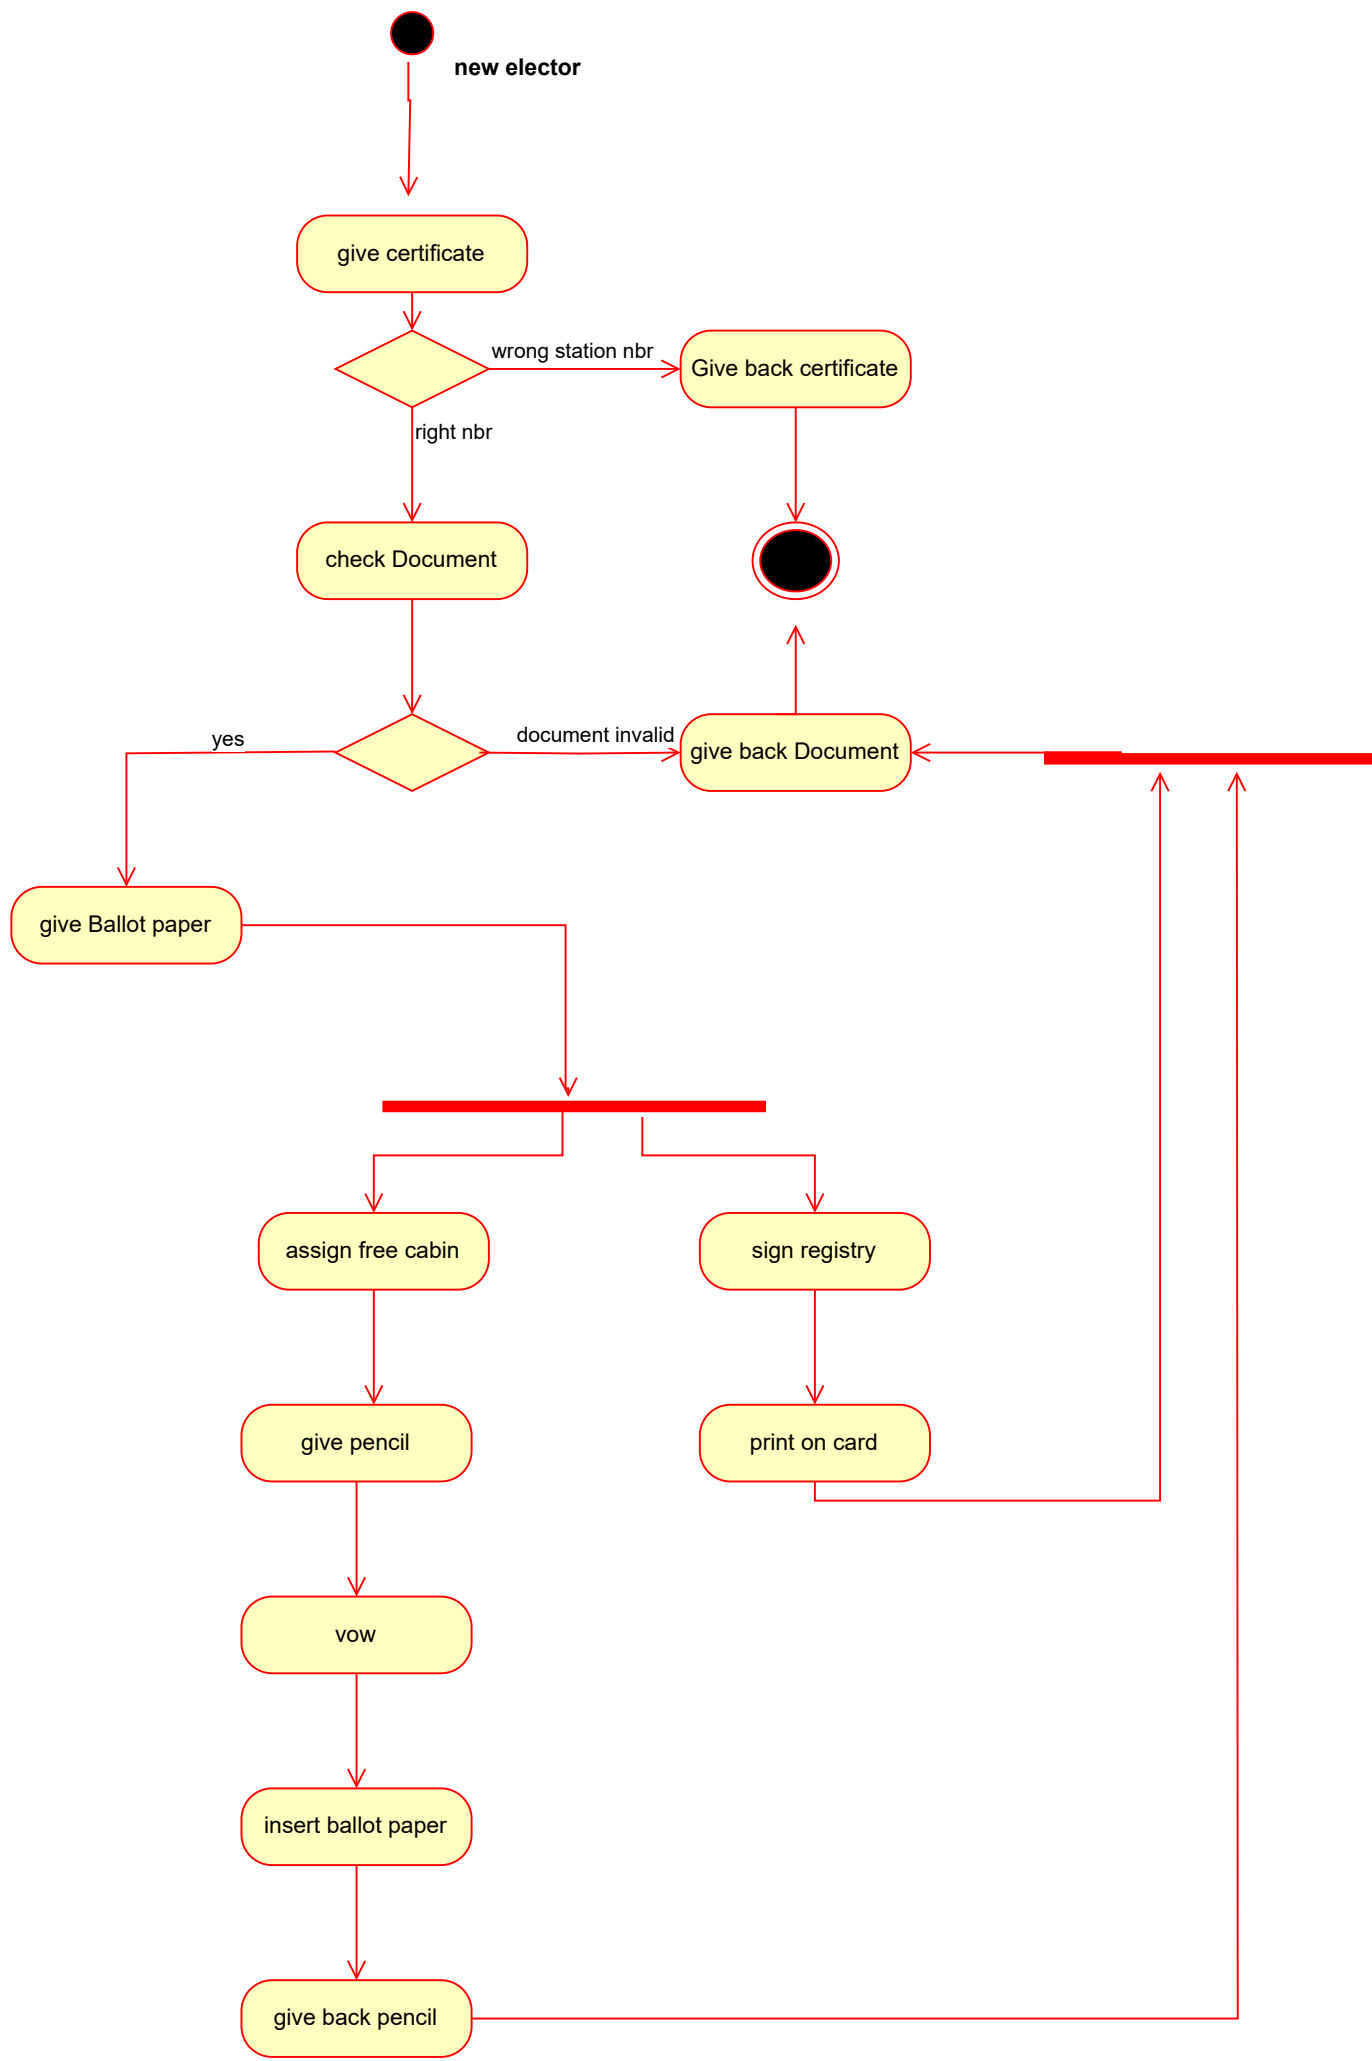 new elector
give certificate
wrong station nbr
Give back certificate
right nbr
check Document
yes
document invalid
give back Document
give Ballot paper
assign free cabin
sign registry
give pencil
print on card
vow
insert ballot paper
give back pencil